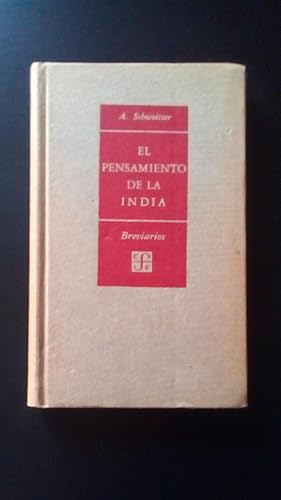 A. Schweitzer
EL
PENSAMIENTO
DE LA
INDIA
Breviarios